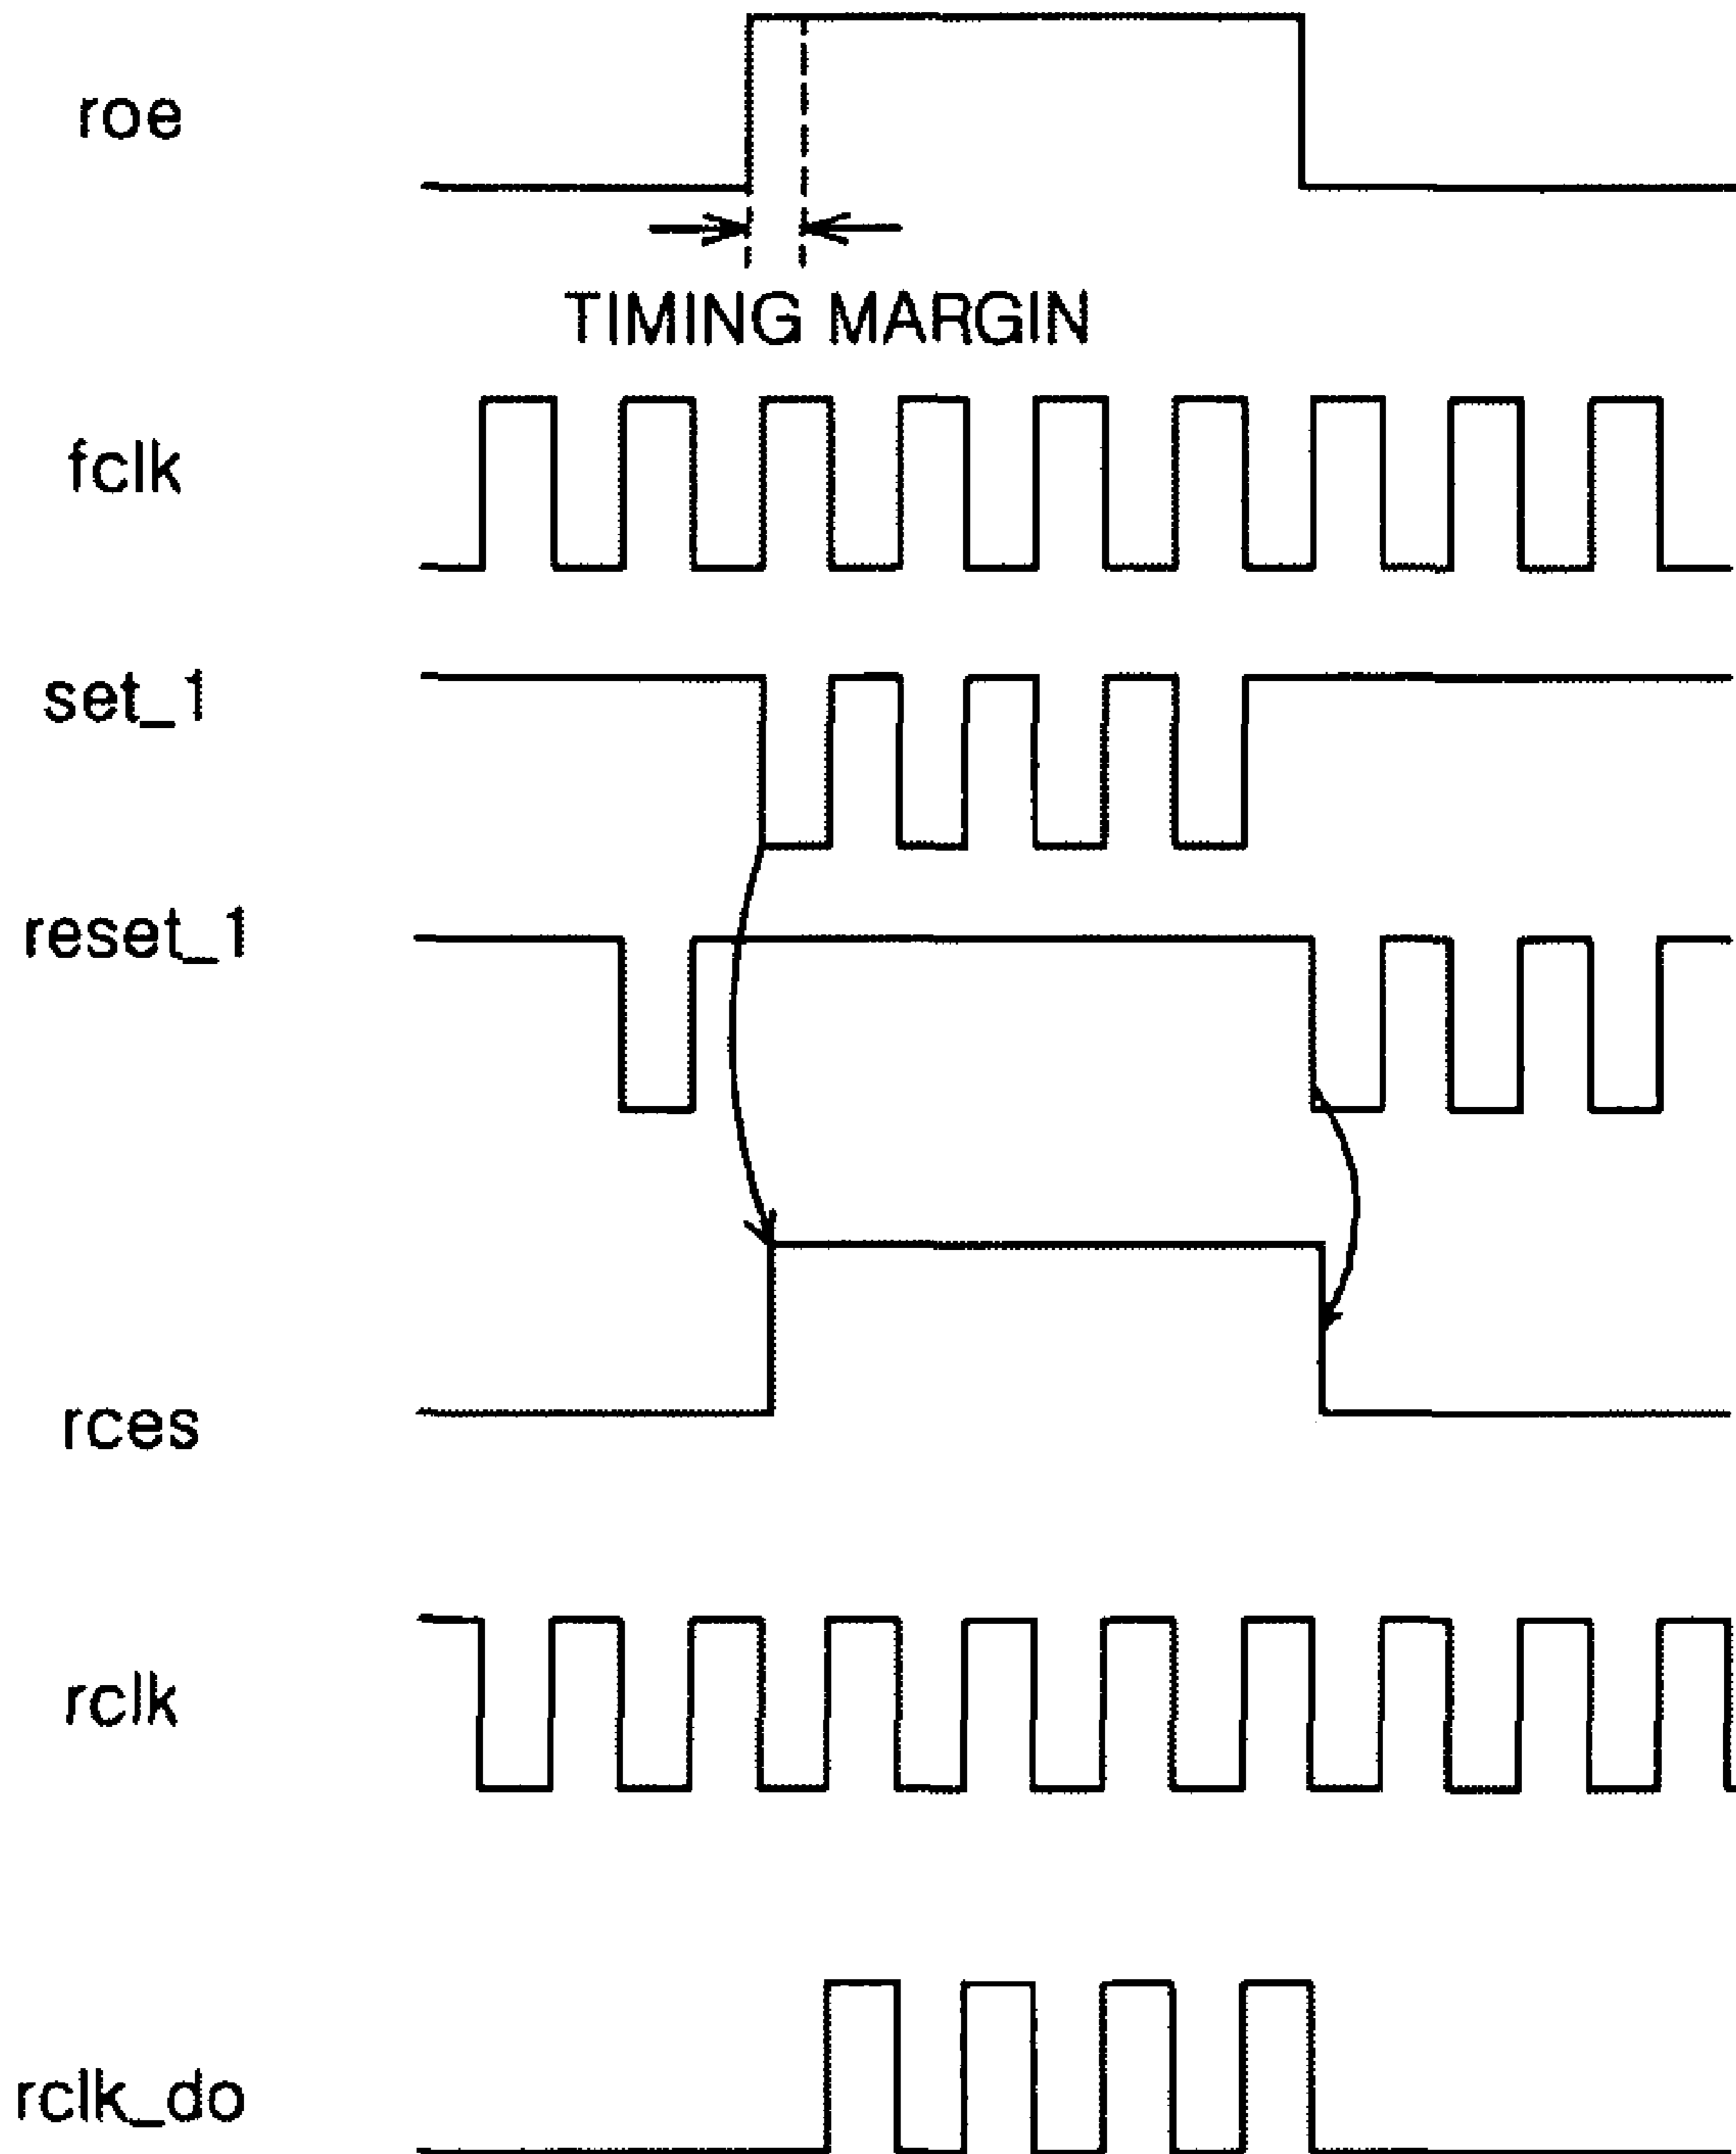 roe
TIMING MARGIN
fclk
set_1
reset_1
rces
rclk
rclk_do